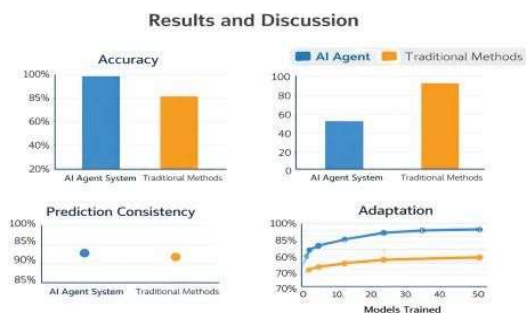 Results and Discussion
Accuracy
100%
85%
60%
40%
20%
AI Agent System Traditional Methods
AI Agent Traditional Methods
100
80
60
40
20
0
AI Agent System Traditional Methods
Prediction Consistency
100%
85%
90%
85%
AI Agent System Traditional Methods
Adaptation
100%
85%
60%
70%
70%
0 10. 20. 30. 40. 50
Models Trained